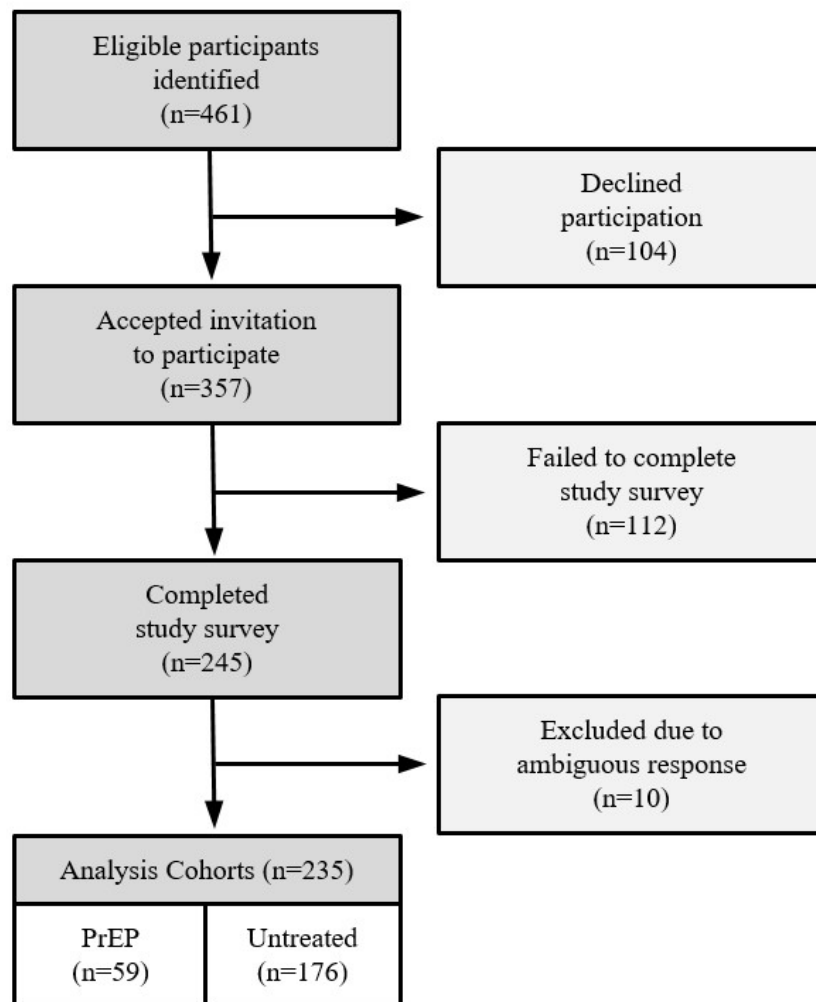 Eligible participants
identified
(n=461)
Declined
participation
(n=104)
Accepted invitation
to participate
(n=357)
Failed to complete
study survey
(n=112)
Completed
study survey
(n=245)
Excluded due to
ambiguous response
(n=10)
Analysis Cohorts (n=235)
PrEP
(n=59)
Untreated
(n=176)